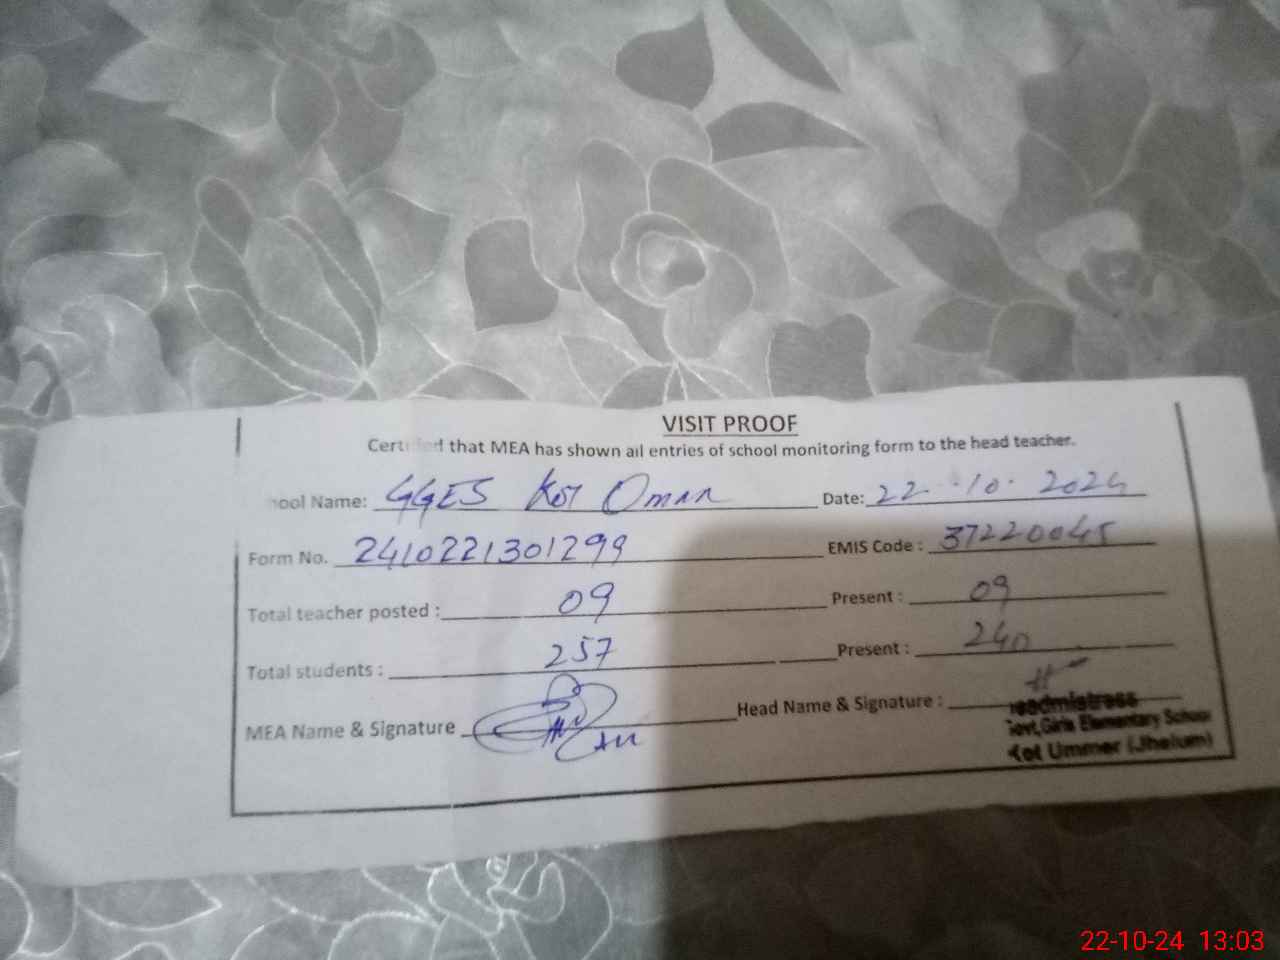 VISIT PROOF
Certified that MEA has shown all entries of school monitoring form to the head teacher.
hool Name: GGES Kot Omar Date: 22-10-2024
Form No. 2410221301299 EMIS Code : 37220045
Total teacher posted : 09 Present : 09
Total students : 257 Present : 240
MEA Name & Signature Head Name & Signature :
eadmistress
Govt, Girls Elementary School
Kot Ummer (Jhelum)
22-10-24 13:03